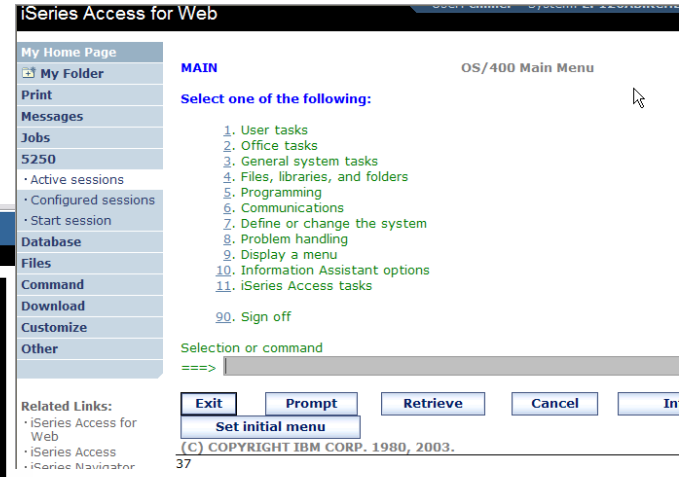 iSeries Access for Web
My Home Page
My Folder
Print
Messages
Jobs
5250
· Active sessions
· Configured sessions
· Start session
Database
Files
Command
Download
Customize
Other
Related Links:
· iSeries Access for
Web
· iSeries Access
· iSeries Navigator
MAIN OS/400 Main Menu
Select one of the following:
1. User tasks
2. Office tasks
3. General system tasks
4. Files, libraries, and folders
5. Programming
6. Communications
7. Define or change the system
8. Problem handling
9. Display a menu
10. Information Assistant options
11. iSeries Access tasks
90. Sign off
Selection or command
===>
Exit Prompt Retrieve Cancel
Set initial menu
(C) COPYRIGHT IBM CORP. 1980, 2003.
37